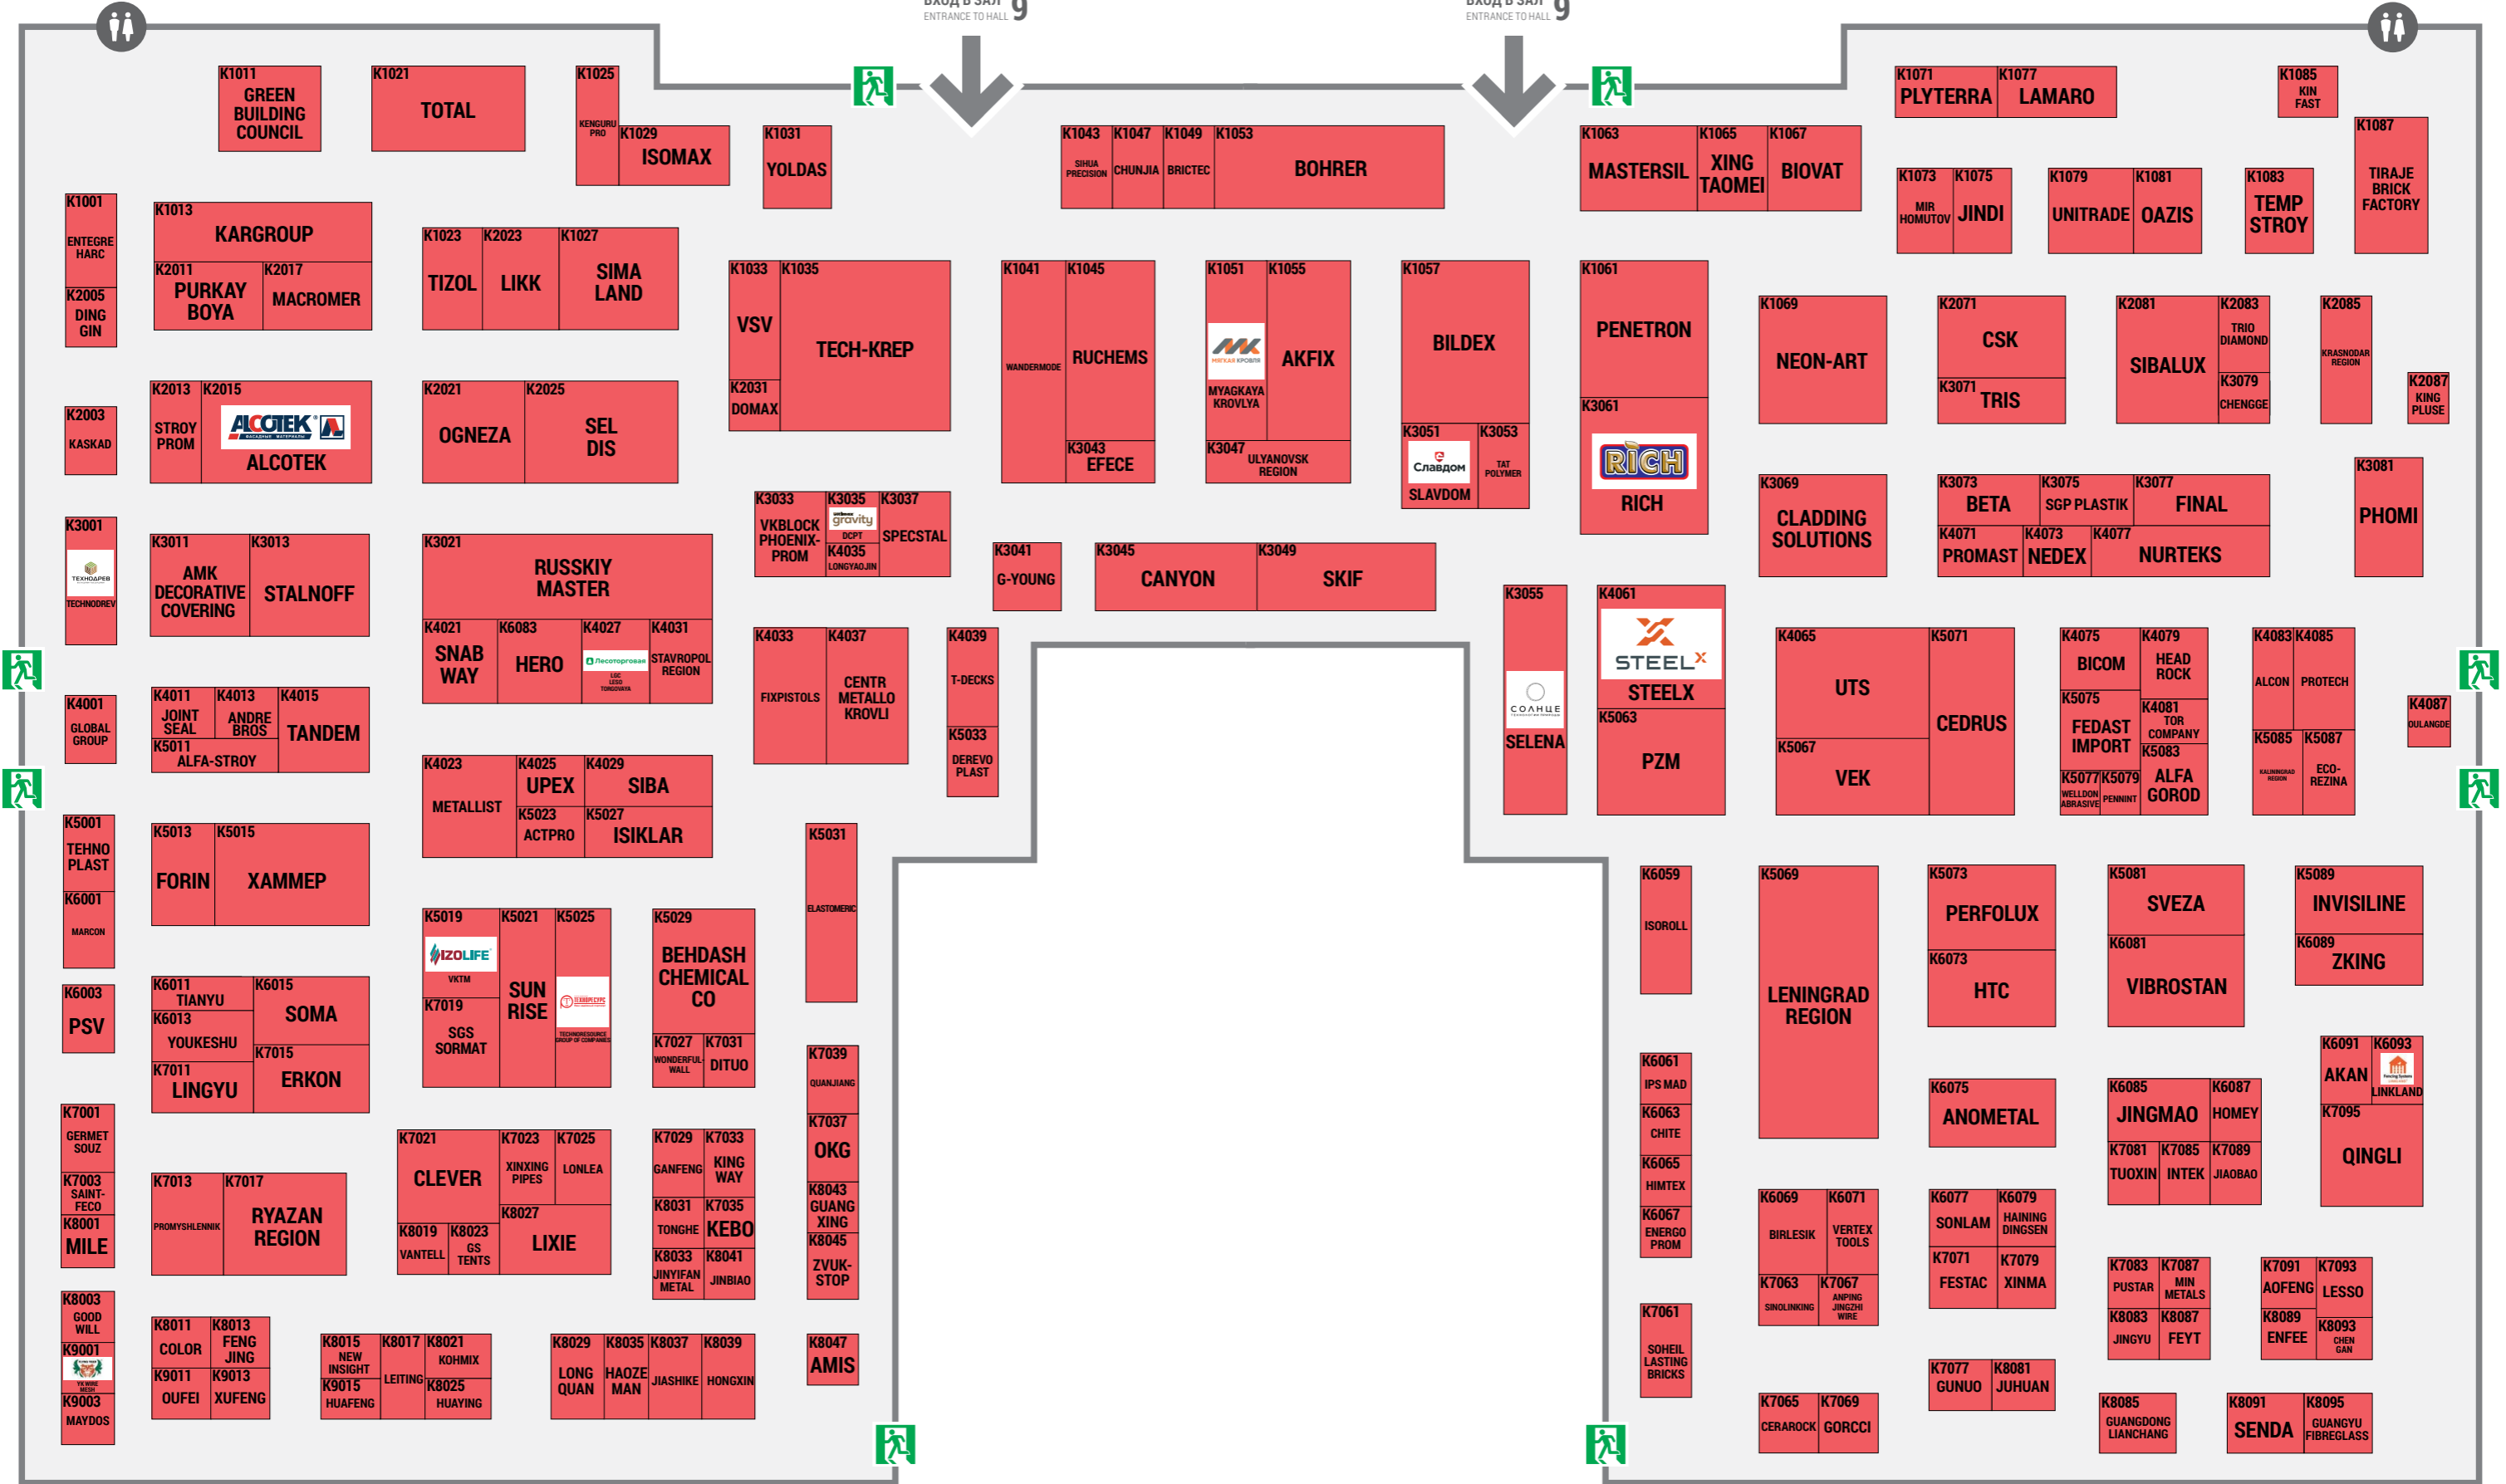 ВХОД В ЗАЛ 9
ENTRANCE TO HALL
ВХОД В ЗАЛ 9
ENTRANCE TO HALL
K1011
GREEN
BUILDING
COUNCIL
K1021
TOTAL
K1025
KENGURU
PRO
K1029
ISOMAX
K1031
YOLDAS
K1043
SIHUA
PRECISION
K1047
CHUNJIA
K1049
BRICTEC
K1053
BOHRER
K1063
MASTERSIL
K1065
XING
TAOMEI
K1067
BIOVAT
K1071
PLYTERRA
K1077
LAMARO
K1085
KIN
FAST
K1087
TIRAJE
BRICK
FACTORY
K1073
MIR
HOMUTOV
K1075
JINDI
K1079
UNITRADE
K1081
OAZIS
K1083
TEMP
STROY
K1001
ENTEGRE
HARC
K2005
DING
GIN
K1013
KARGROUP
K2011
PURKAY
BOYA
K2017
MACROMER
K1023
TIZOL
K2023
LIKK
K1027
SIMA
LAND
K1033
VSV
K1035
TECH-KREP
K2031
DOMAX
K1041
WANDERMODE
K1045
RUCHEMS
K3043
EFECE
K1051
МЯГКАЯ КРОВЛЯ
MYAGKAYA
KROVLYA
K1055
AKFIX
K3047
ULYANOVSK
REGION
K1057
BILDEX
K3051
Славдом
SLAVDOM
K3053
TAT
POLYMER
K1061
PENETRON
K3061
RICH
RICH
K1069
NEON-ART
K2071
CSK
K3071
TRIS
K2081
SIBALUX
K2083
TRIO
DIAMOND
K3079
CHENGGE
K2085
KRASNODAR
REGION
K2087
KING
PLUSE
K2003
KASKAD
K2013
STROY
PROM
K2015
ALCOTEK
ФАСАДНЫЕ МАТЕРИАЛЫ
ALCOTEK
K2021
OGNEZA
K2025
SEL
DIS
K3033
VKBLOCK
PHOENIX-
PROM
K3035
gravity
DCPT
K4035
LONGYAOJIN
K3037
SPECSTAL
K3041
G-YOUNG
K3045
CANYON
K3049
SKIF
K3069
CLADDING
SOLUTIONS
K3073
BETA
K3075
SGP PLASTIK
K3077
FINAL
K4071
PROMAST
K4073
NEDEX
K4077
NURTEKS
K3081
PHOMI
K3001
ТЕХНОДРЕВ
TECHNODREV
K3011
AMK
DECORATIVE
COVERING
K3013
STALNOFF
K3021
RUSSKIY
MASTER
K4021
SNAB
WAY
K6083
HERO
K4027
Лесоторговая
LGC
LESO
TORGOVAYA
K4031
STAVROPOL
REGION
K4033
FIXPISTOLS
K4037
CENTR
METALLO
KROVLI
K4039
T-DECKS
K5033
DEREVO
PLAST
K3055
СОЛНЦЕ
SELENA
K4061
STEELX
STEELX
K5063
PZM
K4065
UTS
K5067
VEK
K5071
CEDRUS
K4075
BICOM
K4079
HEAD
ROCK
K5075
FEDAST
IMPORT
K4081
TOR
COMPANY
K5077
WELLDON
ABRASIVE
K5079
PENNINT
K5083
ALFA
GOROD
K4083
ALCON
K4085
PROTECH
K5085
KALININGRAD
REGION
K5087
ECO-
REZINA
K4087
OULANGDE
K4001
GLOBAL
GROUP
K4011
JOINT
SEAL
K4013
ANDRE
BROS
K4015
TANDEM
K5011
ALFA-STROY
K4023
METALLIST
K4025
UPEX
K4029
SIBA
K5023
ACTPRO
K5027
ISIKLAR
K5001
TEHNO
PLAST
K6001
MARCON
K5013
FORIN
K5015
ХАММЕР
K5031
ELASTOMERIC
K5019
IZOLIFE
VKTM
K7019
SGS
SORMAT
K5021
SUN
RISE
K5025
ТЕХНОРЕСУРС
TECHNORESOURCE
GROUP OF COMPANIES
K5029
BEHDASH
CHEMICAL
CO
K7027
WONDERFUL-
WALL
K7031
DITUO
K6059
ISOROLL
K5069
LENINGRAD
REGION
K5073
PERFOLUX
K6073
HTC
K5081
SVEZA
K6081
VIBROSTAN
K5089
INVISILINE
K6089
ZKING
K6003
PSV
K6011
TIANYU
K6013
YOUKESHU
K7011
LINGYU
K6015
SOMA
K7015
ERKON
K7039
QUANJIANG
K7037
OKG
K8043
GUANG
XING
K8045
ZVUK-
STOP
K6061
IPS MAD
K6063
CHITE
K6065
HIMTEX
K6067
ENERGO
PROM
K6075
ANOMETAL
K6085
JINGMAO
K6087
HOMEY
K7081
TUOXIN
K7085
INTEK
K7089
JIAOBAO
K6091
AKAN
K6093
LINKLAND
K7095
QINGLI
K7001
GERMET
SOUZ
K7003
SAINT-
FECO
K8001
MILE
K7013
PROMYSHLENNIK
K7017
RYAZAN
REGION
K7021
CLEVER
K7023
XINXING
PIPES
K7025
LONLEA
K8019
VANTELL
K8023
GS
TENTS
K8027
LIXIE
K7029
GANFENG
K7033
KING
WAY
K8031
TONGHE
K7035
KEBO
K8033
JINYIFAN
METAL
K8041
JINBIAO
K6069
BIRLESIK
K6071
VERTEX
TOOLS
K7063
SINOLINKING
K7067
ANPING
JINGZHI
WIRE
K6077
SONLAM
K6079
HAINING
DINGSEN
K7071
FESTAC
K7079
XINMA
K7083
PUSTAR
K7087
MIN
METALS
K8083
JINGYU
K8087
FEYT
K7091
AOFENG
K7093
LESSO
K8089
ENFEE
K8093
CHEN
GAN
K8003
GOOD
WILL
K9001
YK WIRE
MESH
K9003
MAYDOS
K8011
COLOR
K8013
FENG
JING
K9011
OUFEI
K9013
XUFENG
K8015
NEW
INSIGHT
K9015
HUAFENG
K8017
LEITING
K8021
KOHMIX
K8025
HUAYING
K8029
LONG
QUAN
K8035
HAOZE
MAN
K8037
JIASHIKE
K8039
HONGXIN
K8047
AMIS
K7061
SOHEIL
LASTING
BRICKS
K7065
CERAROCK
K7069
GORCCI
K7077
GUNUO
K8081
JUHUAN
K8085
GUANGDONG
LIANCHANG
K8091
SENDA
K8095
GUANGYU
FIBREGLASS